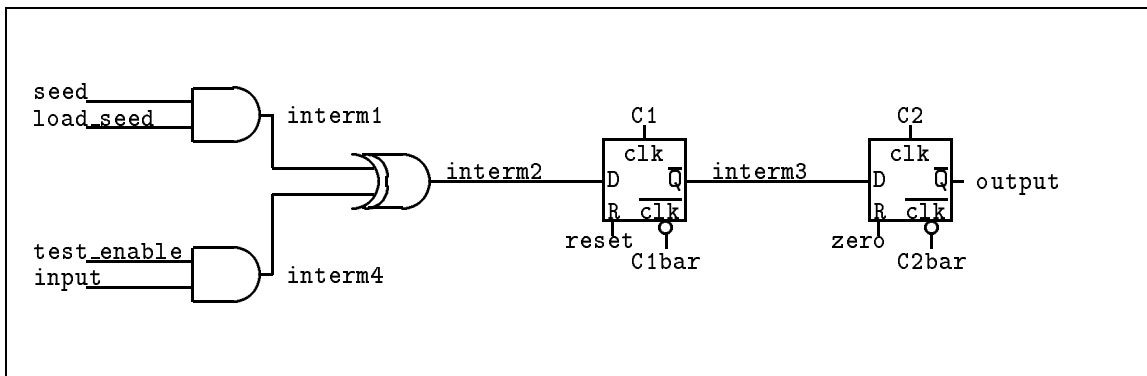 seed
load_seed
interm1
test_enable
input
interm4
interm2
C1
clk
D
Q
R
clk
reset
C1bar
interm3
C2
clk
D
Q
R
clk
zero
C2bar
output